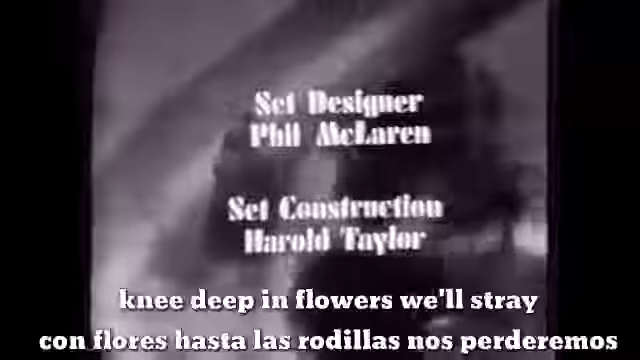 Set Designer
Phil McLaren
Set Construction
Harold Taylor
knee deep in flowers we'll stray
con flores hasta las rodillas nos perderemos